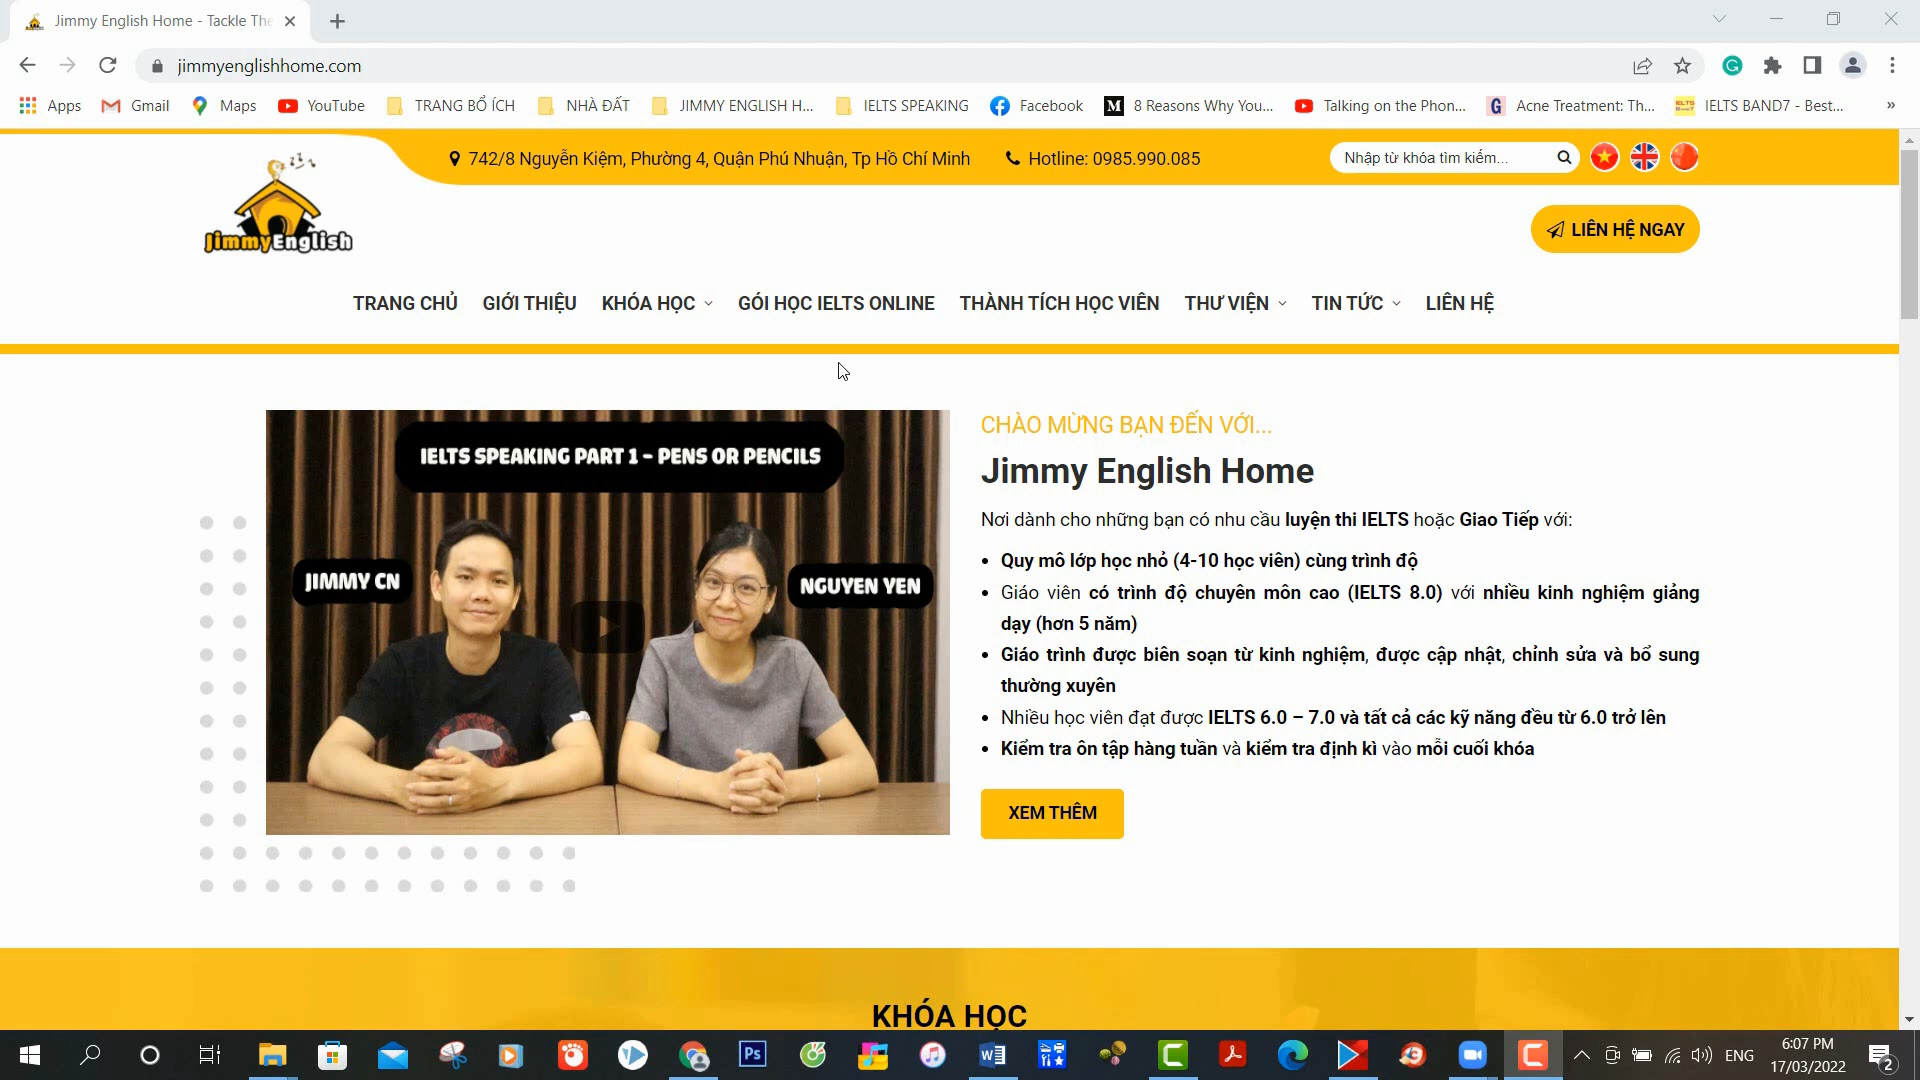 Jimmy English Home - Tackle The
jimmyenglishhome.com
Apps Gmail Maps YouTube TRANG BỔ ÍCH NHÀ ĐẤT JIMMY ENGLISH H... IELTS SPEAKING Facebook 8 Reasons Why You... Talking on the Phon... Acne Treatment: Th... IELTS BAND7 - Best... »
742/8 Nguyễn Kiệm, Phường 4, Quận Phú Nhuận, Tp Hồ Chí Minh Hotline: 0985.990.085 Nhập từ khóa tìm kiếm...
JimmyEnglish
LIÊN HỆ NGAY
TRANG CHỦ GIỚI THIỆU KHÓA HỌC GÓI HỌC IELTS ONLINE THÀNH TÍCH HỌC VIÊN THƯ VIỆN TIN TỨC LIÊN HỆ
IELTS SPEAKING PART 1 - PENS OR PENCILS
JIMMY CN
NGUYEN YEN
CHÀO MỪNG BẠN ĐẾN VỚI...
Jimmy English Home
Nơi dành cho những bạn có nhu cầu luyện thi IELTS hoặc Giao Tiếp với:
• Quy mô lớp học nhỏ (4-10 học viên) cùng trình độ
• Giáo viên có trình độ chuyên môn cao (IELTS 8.0) với nhiều kinh nghiệm giảng
dạy (hơn 5 năm)
• Giáo trình được biên soạn từ kinh nghiệm, được cập nhật, chỉnh sửa và bổ sung
thường xuyên
• Nhiều học viên đạt được IELTS 6.0 – 7.0 và tất cả các kỹ năng đều từ 6.0 trở lên
• Kiểm tra ôn tập hàng tuần và kiểm tra định kì vào mỗi cuối khóa
XEM THÊM
KHÓA HỌC
ENG
6:07 PM
17/03/2022
2